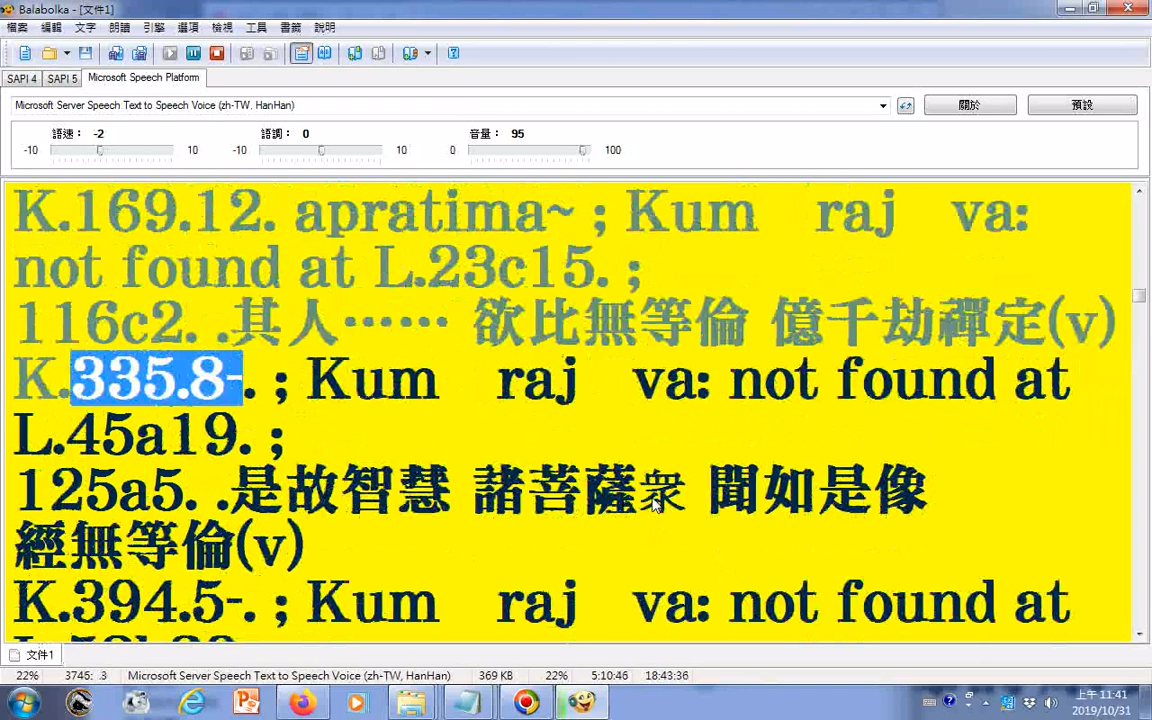 Balabolka - [文件1]
檔案 編輯 文字 朗讀 引擎 選項 檢視 工具 書籤 說明
SAPI 4 SAPI 5 Microsoft Speech Platform
Microsoft Server Speech Text to Speech Voice (zh-TW, HanHan) 關於 預設
語速： -2 語調： 0 音量： 95
-10 10 -10 10 0 100
K.169.12. apratima~ ; Kum raj va:
not found at L.23c15. ;
116c2. .其人…… 欲比無等倫 億千劫禪定(v)
K.335.8-. ; Kum raj va: not found at
L.45a19. ;
125a5. .是故智慧 諸菩薩衆 聞如是像
經無等倫(v)
K.394.5-. ; Kum raj va: not found at
文件1
22% 3745: .3 Microsoft Server Speech Text to Speech Voice (zh-TW, HanHan) 369 KB 22% 5:10:46 18:43:36
上午 11:41
2019/10/31